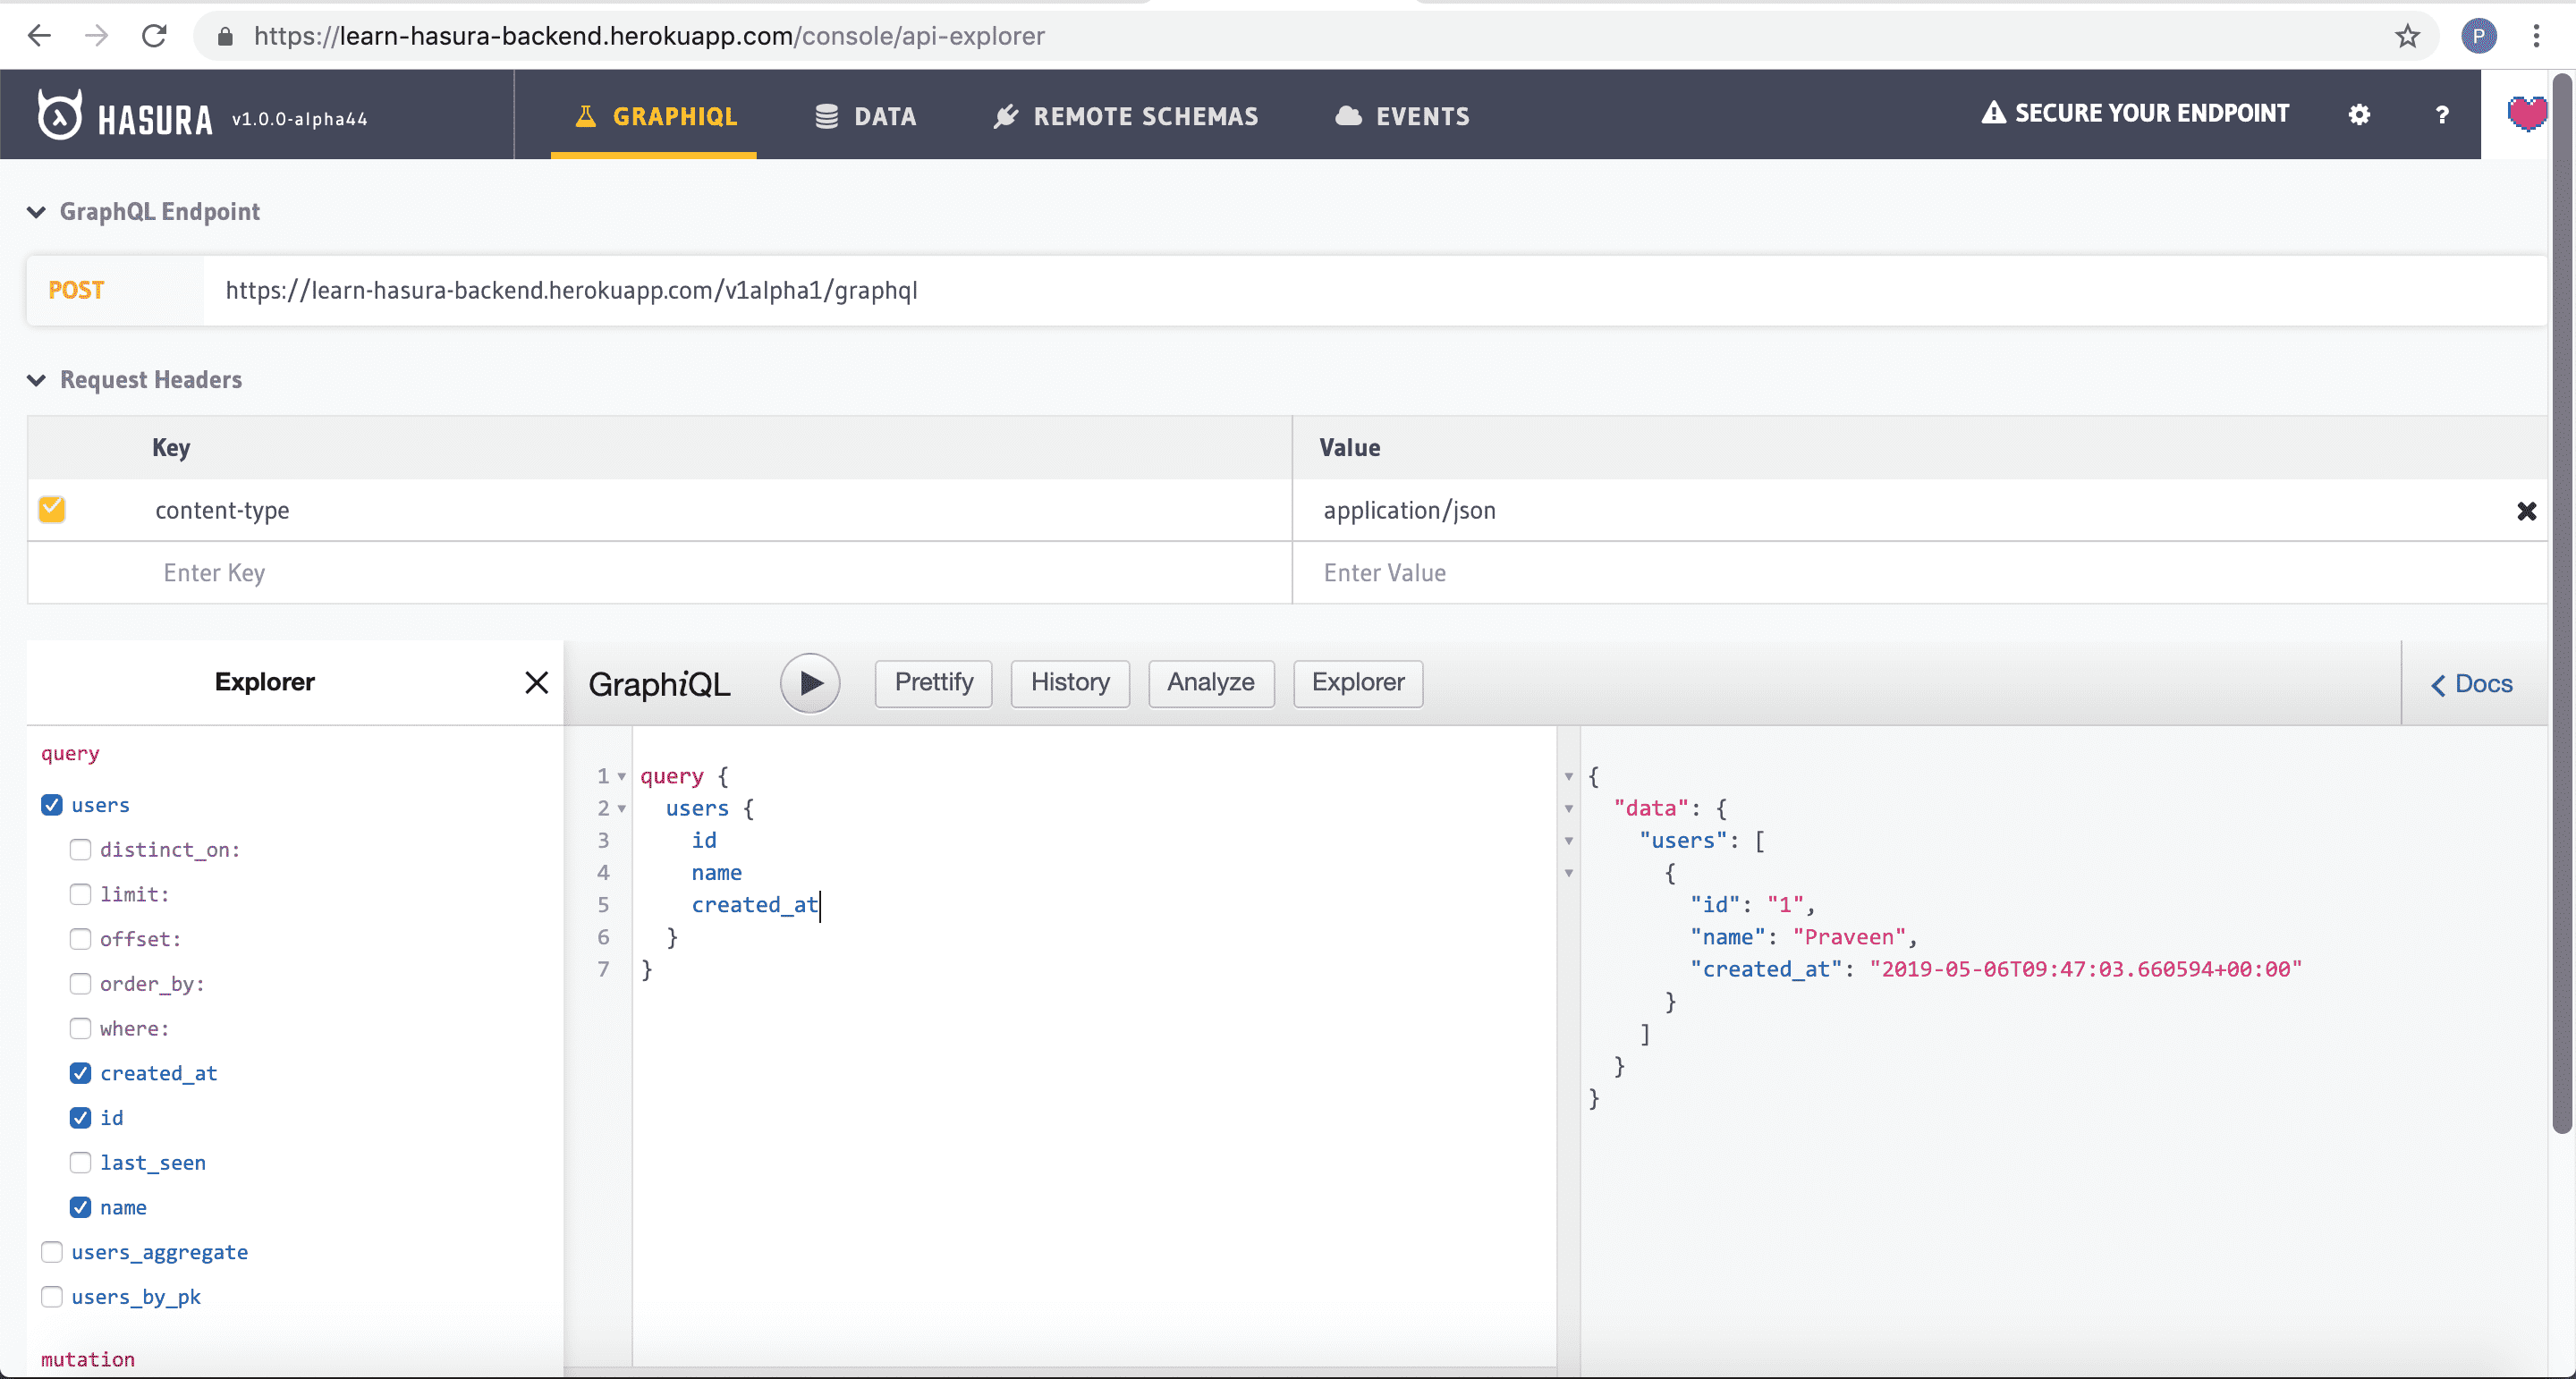 https://learn-hasura-backend.herokuapp.com/console/api-explorer
P
HASURA v1.0.0-alpha44
GRAPHIQL
DATA
REMOTE SCHEMAS
EVENTS
SECURE YOUR ENDPOINT
?
GraphQL Endpoint
POST https://learn-hasura-backend.herokuapp.com/v1alpha1/graphql
Request Headers
Key Value
content-type application/json
Enter Key Enter Value
Explorer
GraphiQL
Prettify
History
Analyze
Explorer
Docs
query
users
distinct_on:
limit:
offset:
order_by:
where:
created_at
id
last_seen
name
users_aggregate
users_by_pk
mutation
1 query {
2 users {
3 id
4 name
5 created_at
6 }
7 }
{
"data": {
"users": [
{
"id": "1",
"name": "Praveen",
"created_at": "2019-05-06T09:47:03.660594+00:00"
}
]
}
}